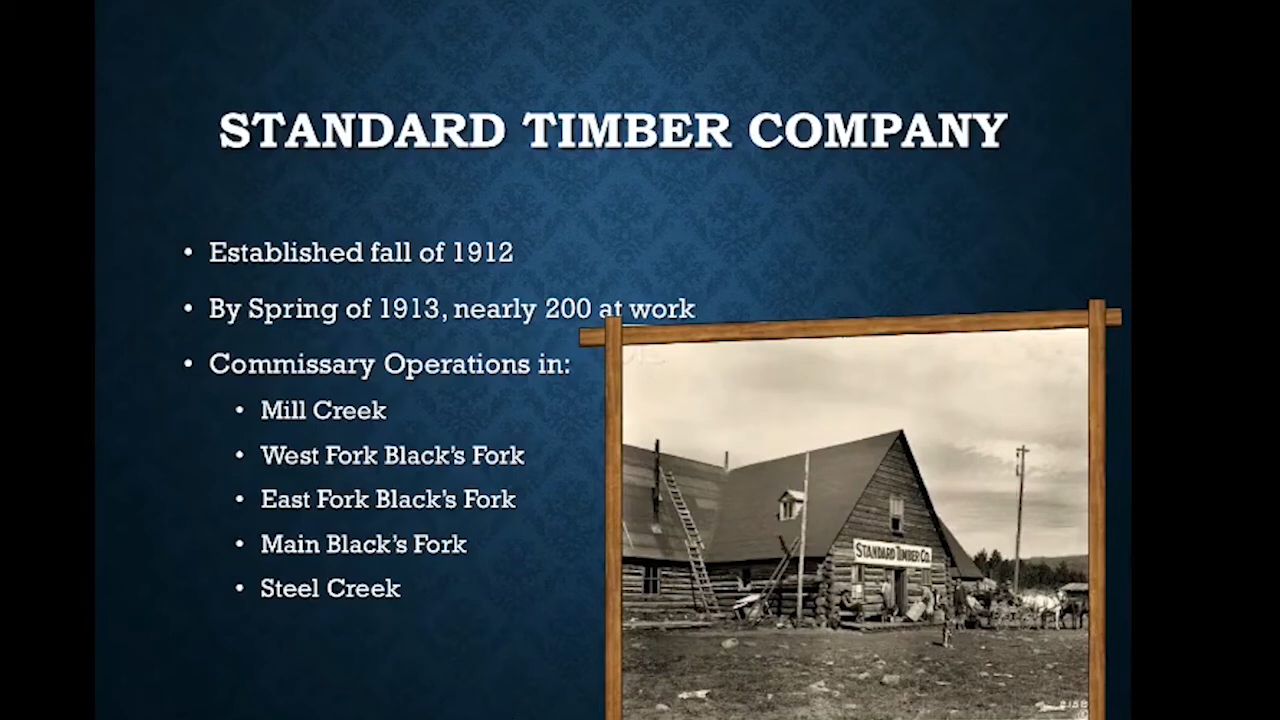 STANDARD TIMBER COMPANY
• Established fall of 1912
• By Spring of 1913, nearly 200 at work
• Commissary Operations in:
• Mill Creek
• West Fork Black's Fork
• East Fork Black's Fork
• Main Black's Fork
• Steel Creek
STANDARD TIMBER CO.